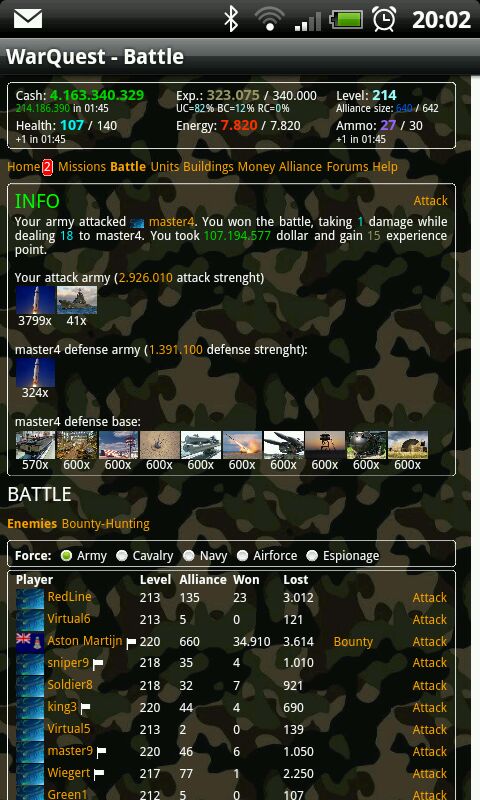 20:02
WarQuest - Battle
Cash: 4.163.340.329 Exp.: 323.075 / 340.000 Level: 214
214.186.390 in 01:45 UC=82% BC=12% RC=0% Alliance size: 640 / 642
Health: 107 / 140 Energy: 7.820 / 7.820 Ammo: 27 / 30
+1 in 01:45 +1 in 01:45
Home 2 Missions Battle Units Buildings Money Alliance Forums Help
INFO Attack
Your army attacked master4. You won the battle, taking 1 damage while
dealing 18 to master4. You took 107.194.577 dollar and gain 15 experience
point.
Your attack army (2.926.010 attack strenght)
3799x 41x
master4 defense army (1.391.100 defense strenght):
324x
master4 defense base:
570x 600x 600x 600x 600x 600x 600x 600x 600x 600x
BATTLE
Enemies Bounty-Hunting
Force: Army Cavalry Navy Airforce Espionage
Player Level Alliance Won Lost
RedLine 213 135 23 3.012 Attack
Virtual6 213 5 0 121 Attack
Aston Martijn 220 660 34.910 3.614 Bounty Attack
sniper9 218 35 4 1.010 Attack
Soldier8 218 32 7 921 Attack
king3 220 44 4 690 Attack
Virtual5 213 2 0 139 Attack
master9 220 46 6 1.050 Attack
Wiegert 217 77 1 2.250 Attack
Green1 212 5 0 107 Attack